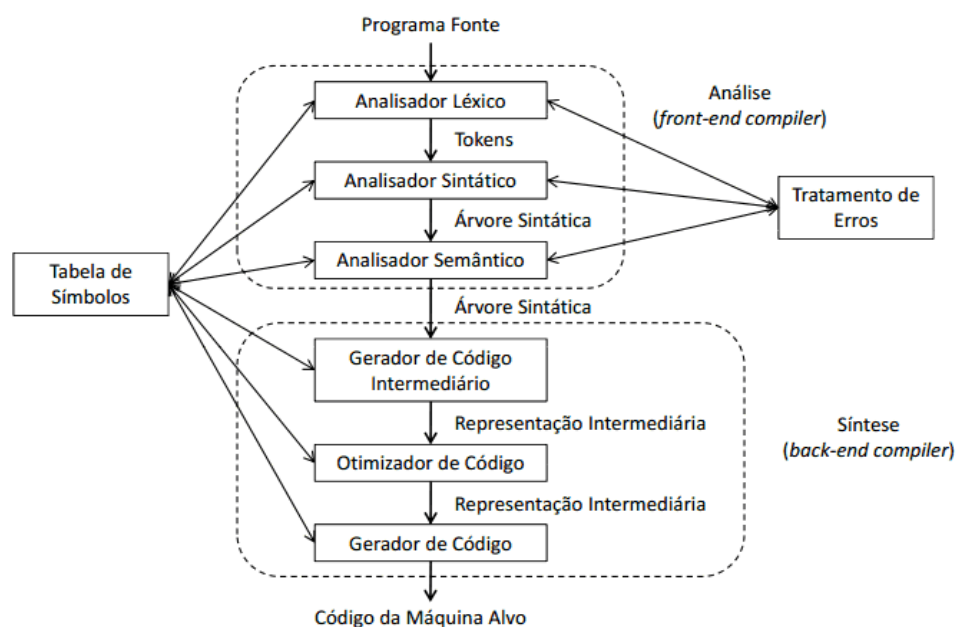 Programa Fonte
Analisador Léxico
Análise
(front-end compiler)
Tokens
Analisador Sintático
Tratamento de
Erros
Árvore Sintática
Analisador Semântico
Tabela de
Símbolos
Árvore Sintática
Gerador de Código
Intermediário
Representação Intermediária
Síntese
(back-end compiler)
Otimizador de Código
Representação Intermediária
Gerador de Código
Código da Máquina Alvo